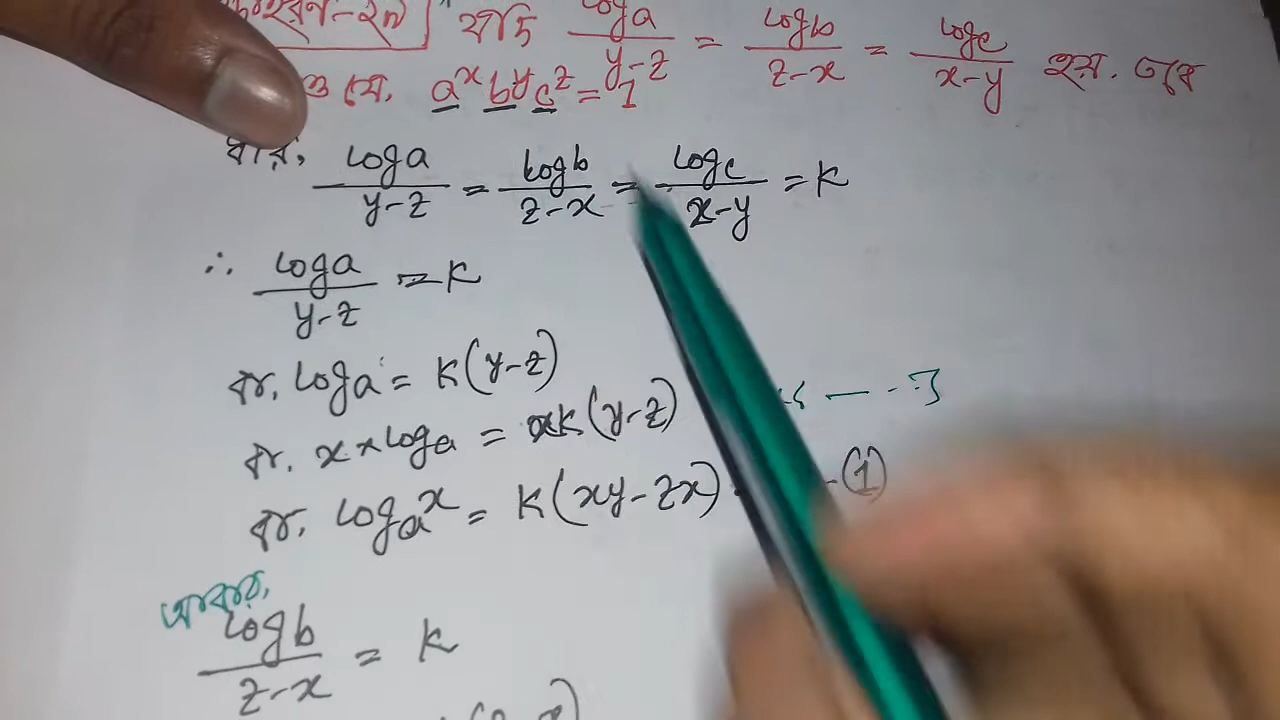 যদি log a / y-z = log b / z-x = log c / x-y হয়. তবে
যে. a^x b^y c^z = 1
ধরি, log a / y-z = log b / z-x = log c / x-y = K
∴ log a / y-z = K
বা, log a = K(y-z)
বা, x × log a = xK(y-z)
বা, log a^x = K(xy-zx) -(1)
আবার,
log b / z-x = K